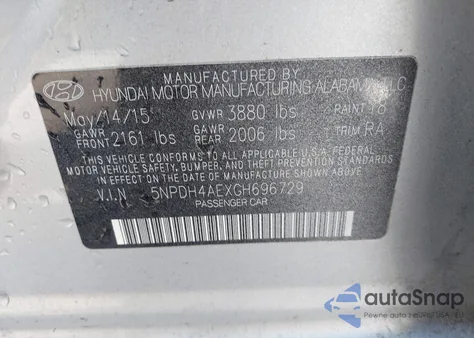 MANUFACTURED BY
HYUNDAI MOTOR MANUFACTURING ALABAMA, LLC
May/14/15 GVWR 3880 lbs PAINT:
GAWR FRONT 2161 lbs GAWR REAR 2006 lbs TRIM RA
THIS VEHICLE CONFORMS TO ALL APPLICABLE FEDERAL
MOTOR VEHICLE SAFETY, BUMPER, AND THEFT PREVENTION
STANDARDS IN EFFECT ON THE DATE OF MANUFACTURE SHOWN ABOVE.
V.I.N 5NPDH4AEXGH696729
PASSENGER CAR
autoSnap
Pewne auto